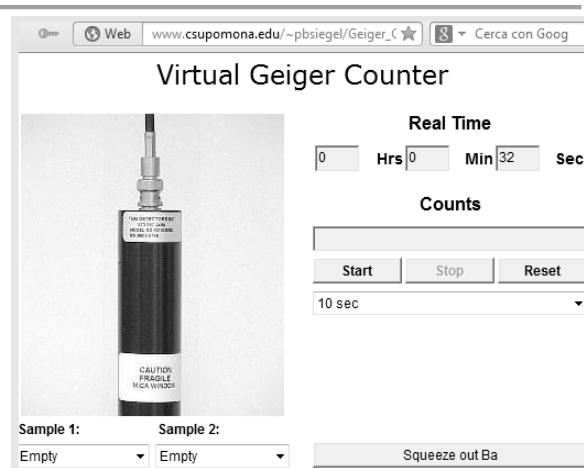 Web www.csupomona.edu/~pbsiegel/Geiger_C Cerca con Goog
Virtual Geiger Counter
Real Time
0 Hrs 0 Min 32 Sec
Counts
Start Stop Reset
10 sec
CAUTION
FRAGILE
MICA WINDOW
Sample 1: Sample 2:
Empty Empty
Squeeze out Ba